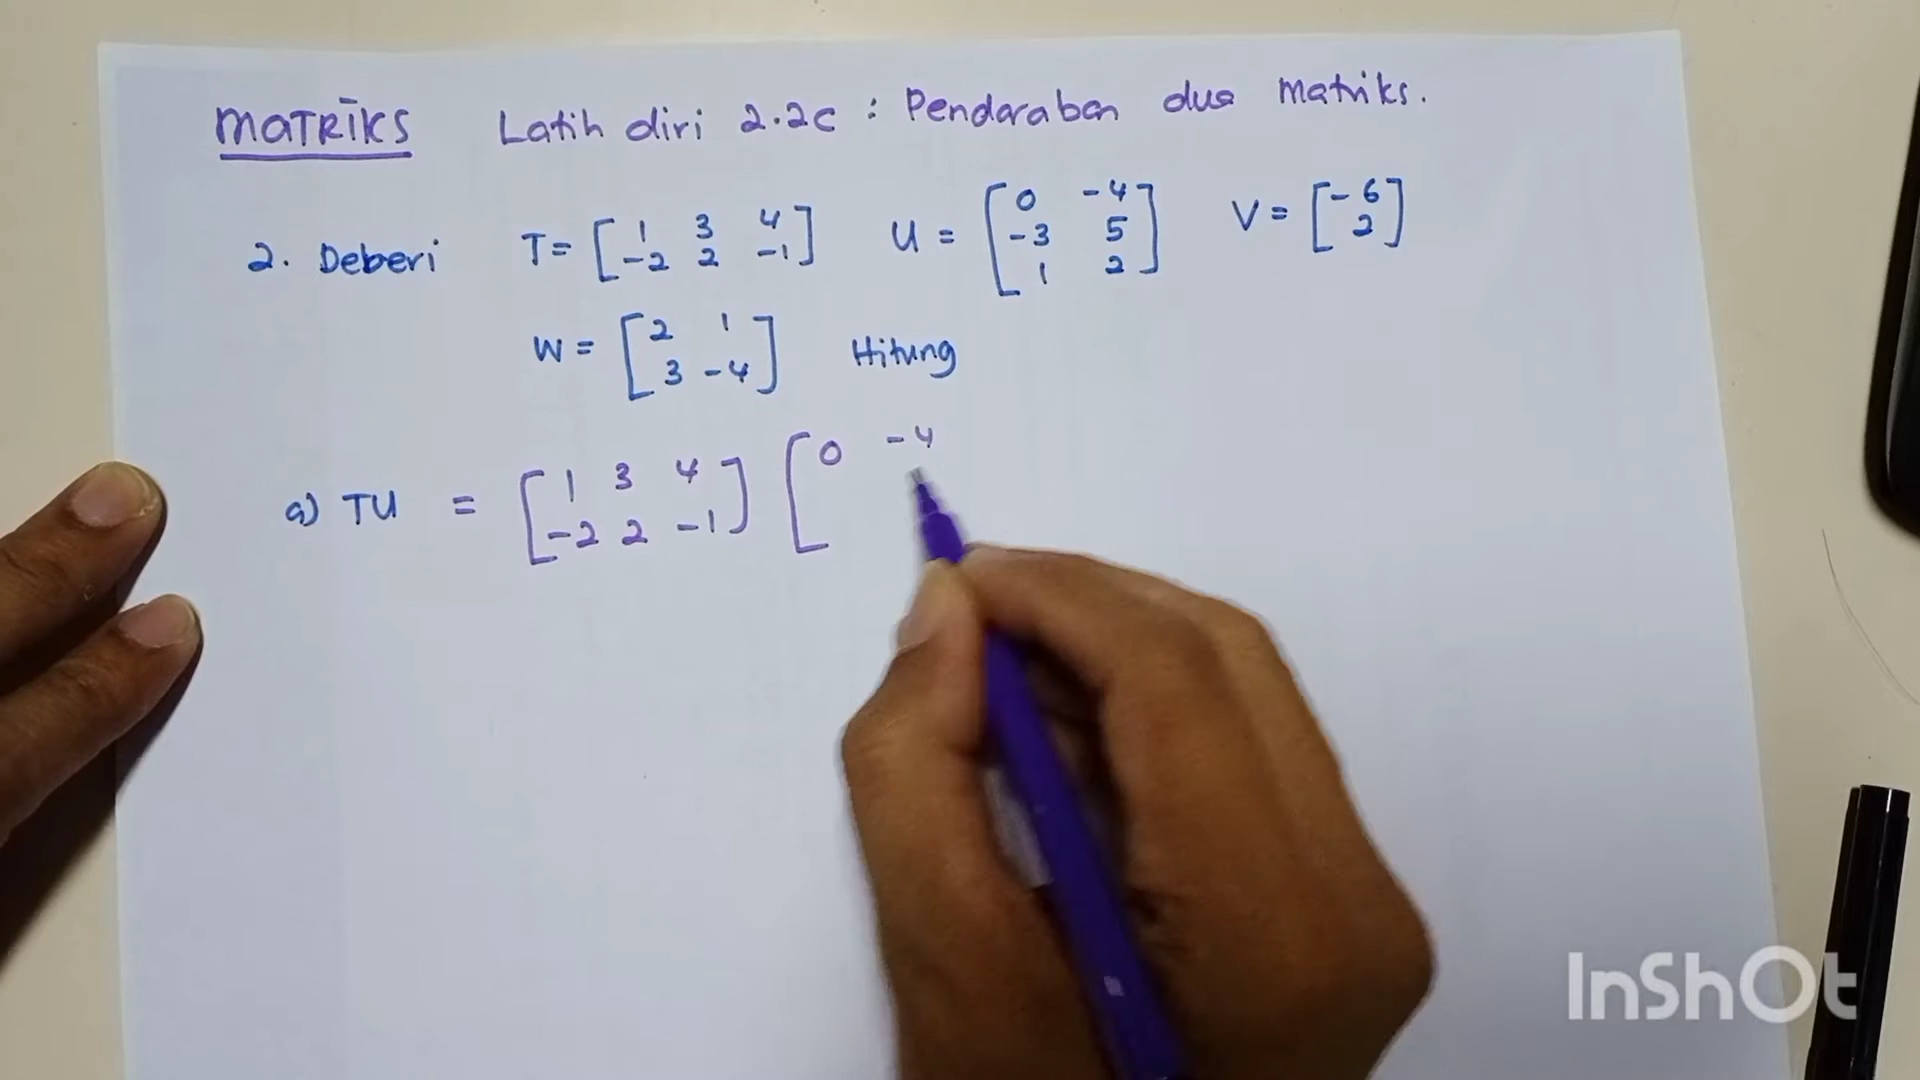 MATRIKS Latih diri 2.2c : Pendaraban dua Matriks.
2. Deberi T= [1 3 4; -2 2 -1] U = [0 -4; -3 5; 1 2] V= [-6; 2]
W = [2 1; 3 -4] Hitung
a) TU = [1 3 4; -2 2 -1] [0 -4
InShOt